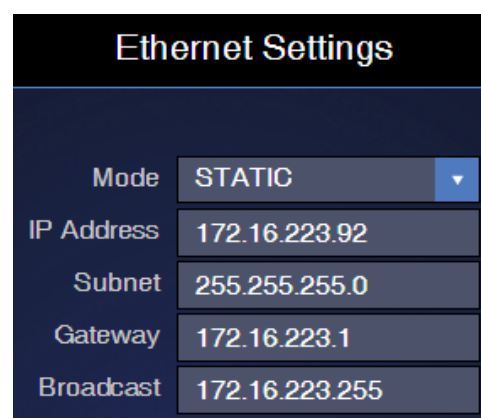 Ethernet Settings
Mode STATIC
IP Address 172.16.223.92
Subnet 255.255.255.0
Gateway 172.16.223.1
Broadcast 172.16.223.255